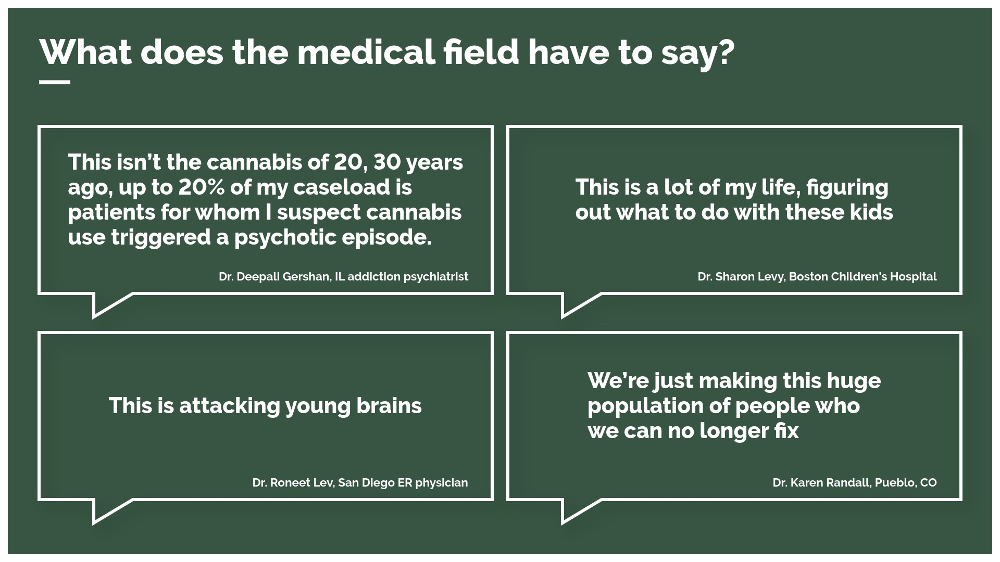 What does the medical field have to say?
This isn’t the cannabis of 20, 30 years
ago, up to 20% of my caseload is
patients for whom I suspect cannabis
use triggered a psychotic episode.
Dr. Deepali Gershan, IL addiction psychiatrist
This is a lot of my life, figuring
out what to do with these kids
Dr. Sharon Levy, Boston Children's Hospital
This is attacking young brains
Dr. Roneet Lev, San Diego ER physician
We’re just making this huge
population of people who
we can no longer fix
Dr. Karen Randall, Pueblo, CO